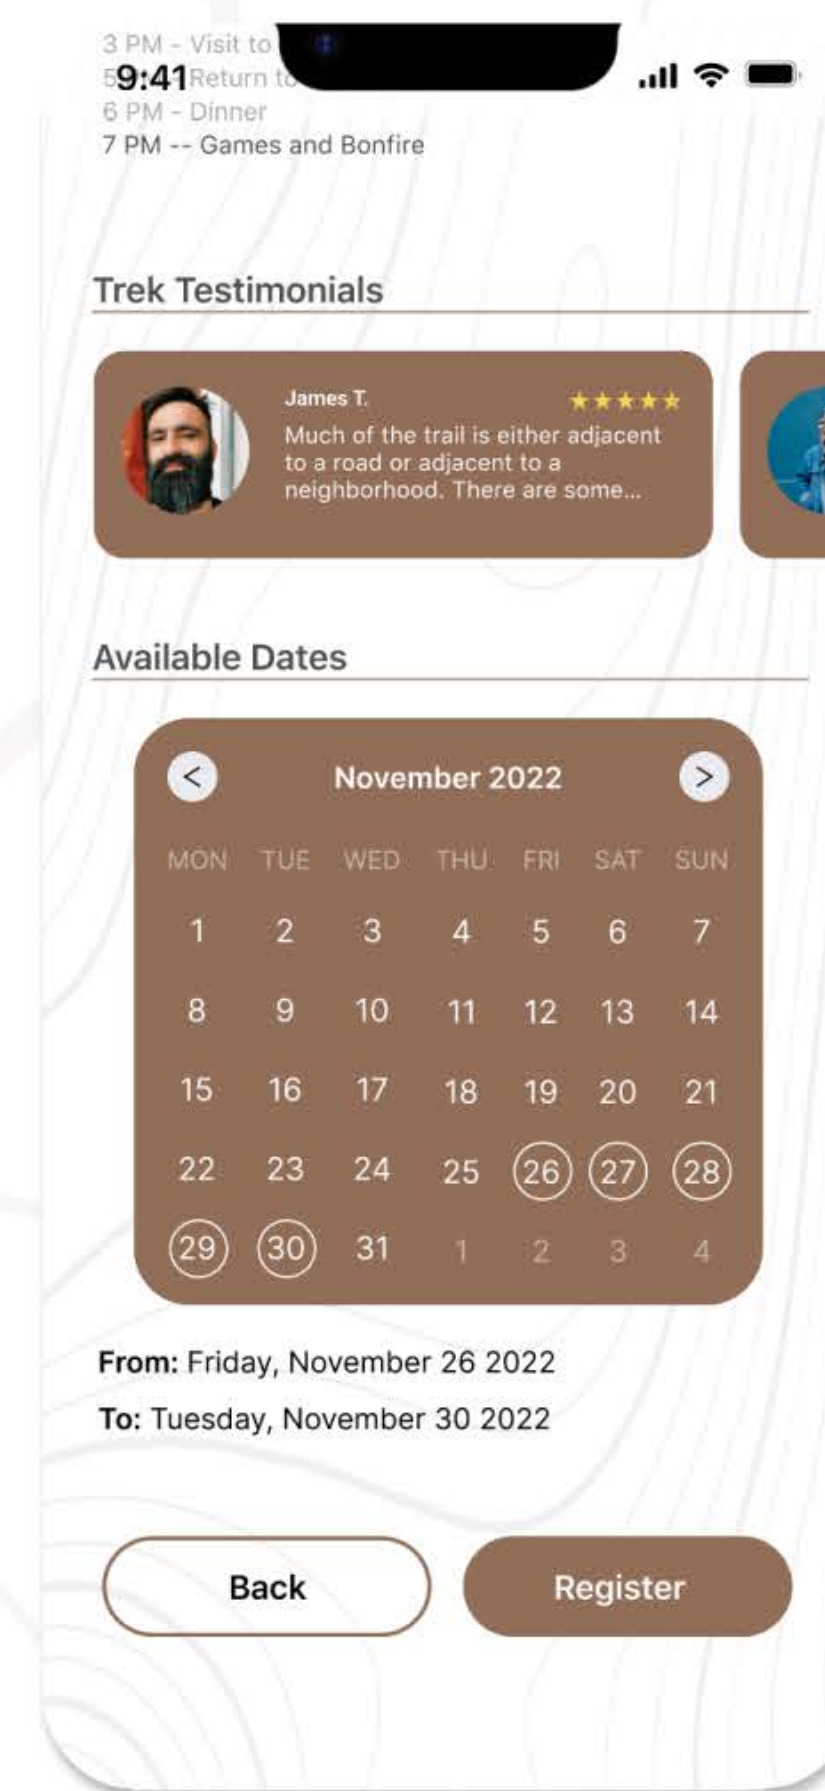 3 PM - Visit to
9:41
Return to
6 PM - Dinner
7 PM -- Games and Bonfire
Trek Testimonials
James T.
Much of the trail is either adjacent
to a road or adjacent to a
neighborhood. There are some...
Available Dates
< November 2022 >
MON TUE WED THU FRI SAT SUN
1 2 3 4 5 6 7
8 9 10 11 12 13 14
15 16 17 18 19 20 21
22 23 24 25 26 27 28
29 30 31 1 2 3 4
From: Friday, November 26 2022
To: Tuesday, November 30 2022
Back Register